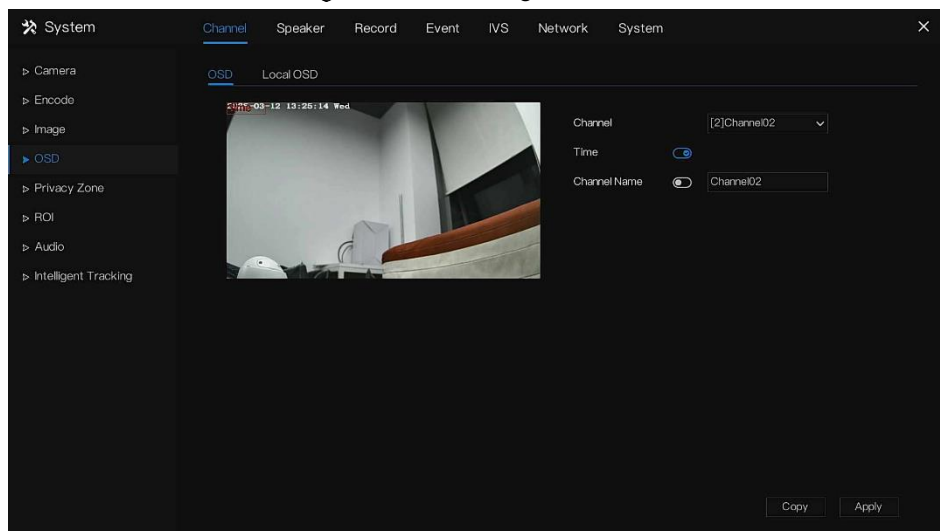 System
Channel Speaker Record Event IVS Network System
Camera
Encode
Image
OSD
Privacy Zone
ROI
Audio
Intelligent Tracking
OSD Local OSD
-03-12 13:25:14 Wed
Channel [2]Channel02
Time
Channel Name Channel02
Copy Apply